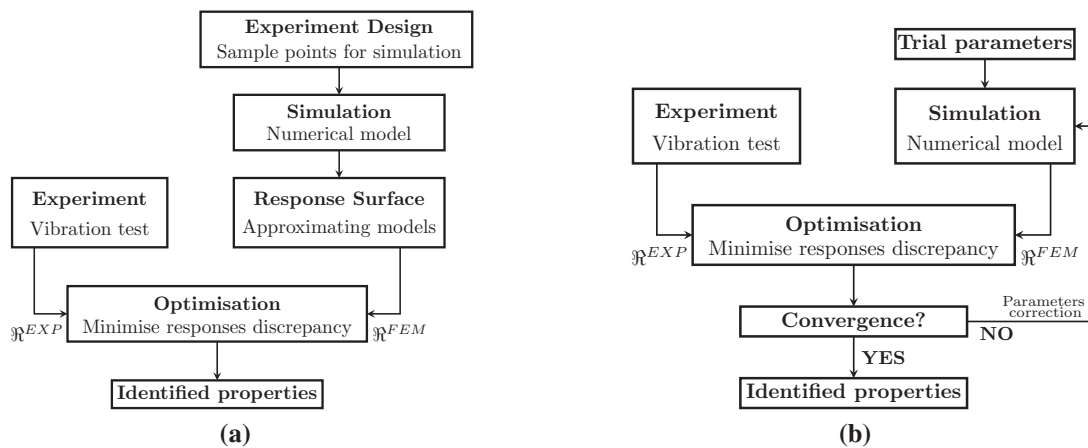 Experiment Design
Sample points for simulation
Simulation
Numerical model
Experiment
Vibration test
Response Surface
Approximating models
Optimisation
Minimise responses discrepancy
ℜ^EXP
ℜ^FEM
Identified properties
(a)
Trial parameters
Experiment
Vibration test
Simulation
Numerical model
Optimisation
Minimise responses discrepancy
ℜ^EXP
ℜ^FEM
Convergence?
Parameters
correction
NO
YES
Identified properties
(b)